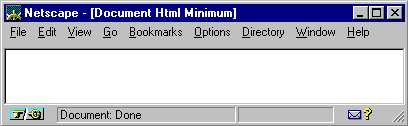 Netscape - [Document Html Minimum]
File Edit View Go Bookmarks Options Directory Window Help
Document: Done
?